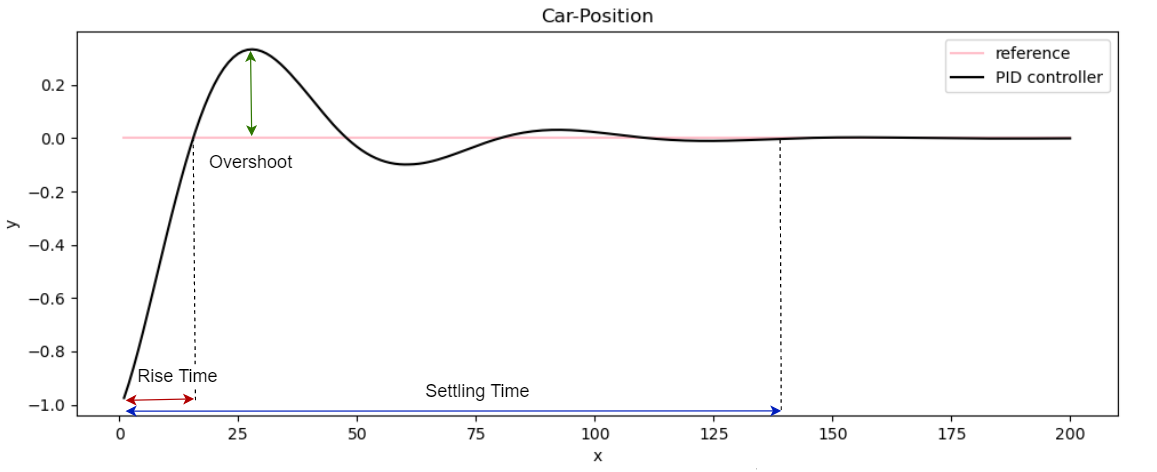 Car-Position
reference
PID controller
0.2
0.0
−0.2
−0.4
−0.6
−0.8
−1.0
y
Overshoot
Rise Time
Settling Time
0
25
50
75
100
125
150
175
200
x